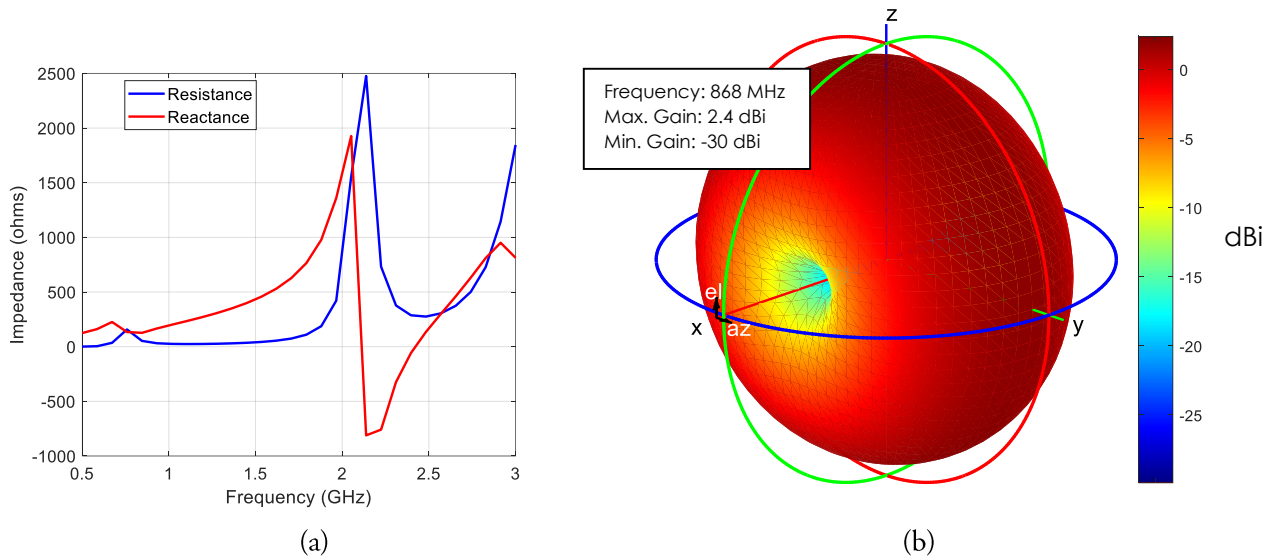 2500
2000
1500
1000
500
0
-500
-1000
Impedance (ohms)
Resistance
Reactance
0.5
1
1.5
2
2.5
3
Frequency (GHz)
(a)
z
Frequency: 868 MHz
Max. Gain: 2.4 dBi
Min. Gain: -30 dBi
el
x
az
y
0
-5
-10
-15
-20
-25
dBi
(b)